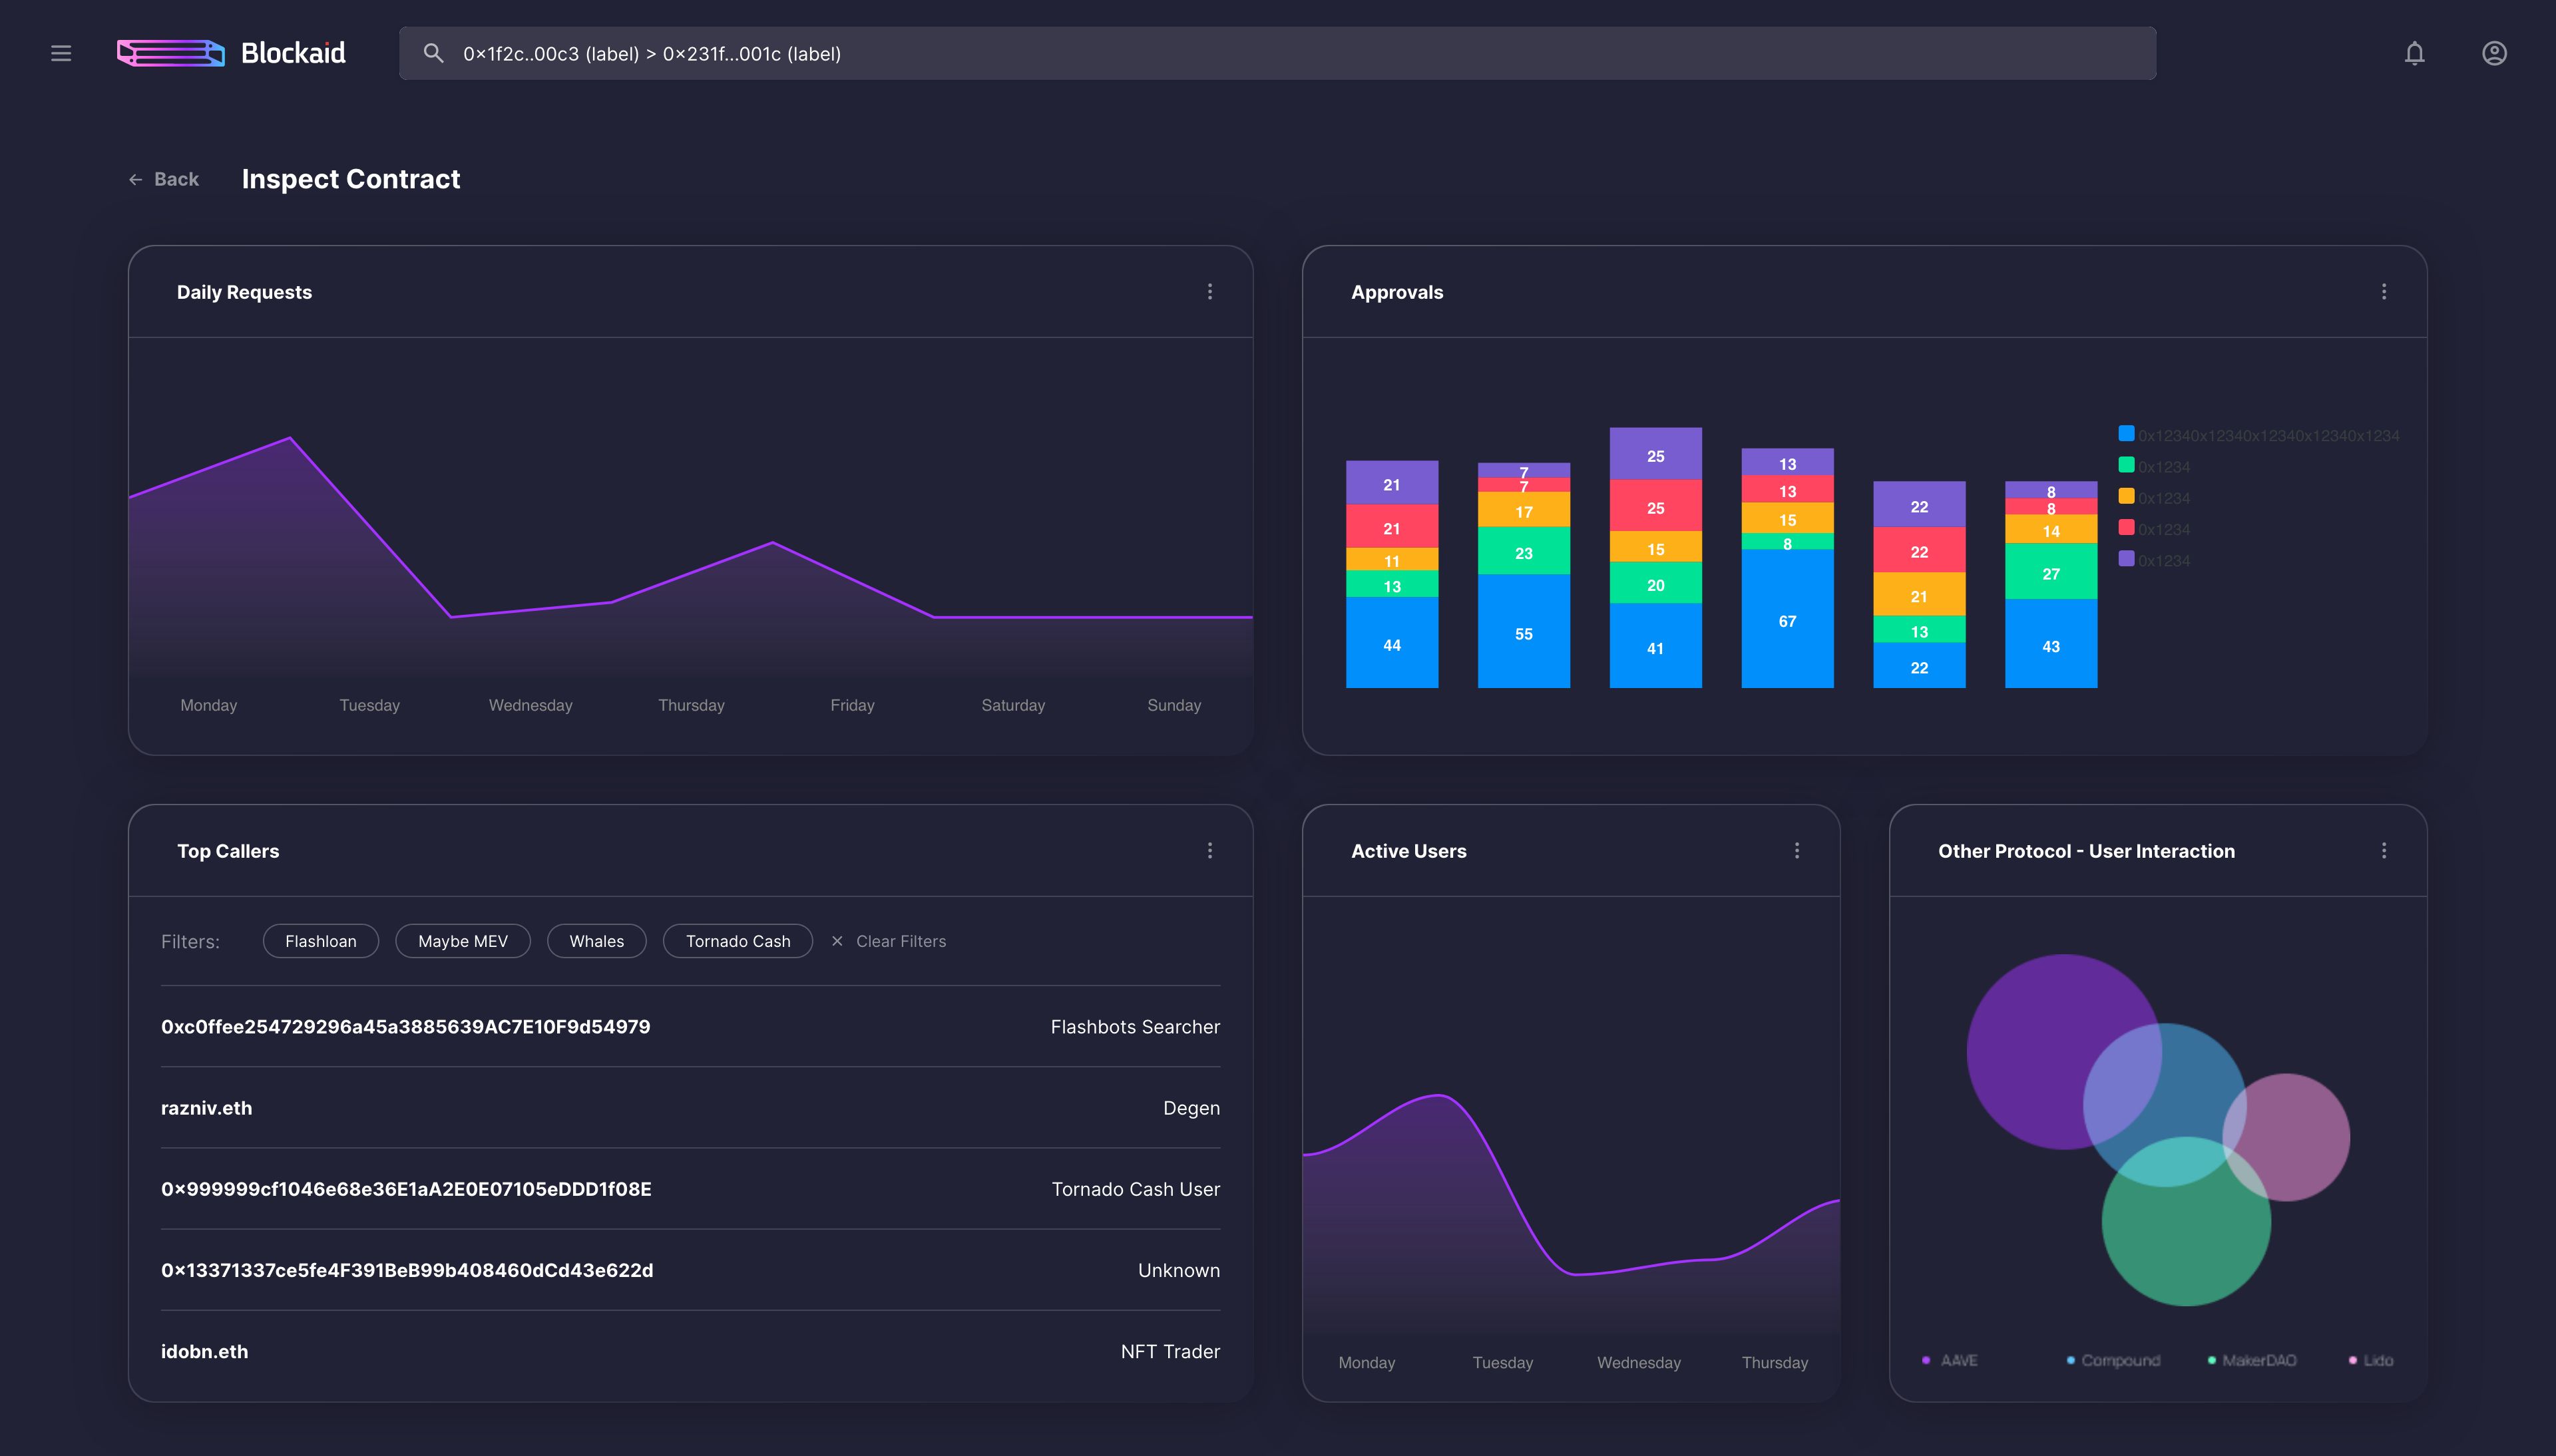 Blockaid
0×1f2c..00c3 (label) > 0×231f...001c (label)
← Back
Inspect Contract
Daily Requests
Monday Tuesday Wednesday Thursday Friday Saturday Sunday
Approvals
21 21 11 13 44
7 7 17 23 55
25 25 15 20 41
13 13 15 8 67
22 22 21 13 22
8 8 14 27 43
0x12340x12340x12340x12340x1234
0x1234
0x1234
0x1234
0x1234
Top Callers
Filters: Flashloan Maybe MEV Whales Tornado Cash × Clear Filters
0xc0ffee254729296a45a3885639AC7E10F9d54979 Flashbots Searcher
razniv.eth Degen
0×999999cf1046e68e36E1aA2E0E07105eDDD1f08E Tornado Cash User
0×13371337ce5fe4F391BeB99b408460dCd43e622d Unknown
idobn.eth NFT Trader
Active Users
Monday Tuesday Wednesday Thursday
Other Protocol - User Interaction
AAVE Compound MakerDAO Lido